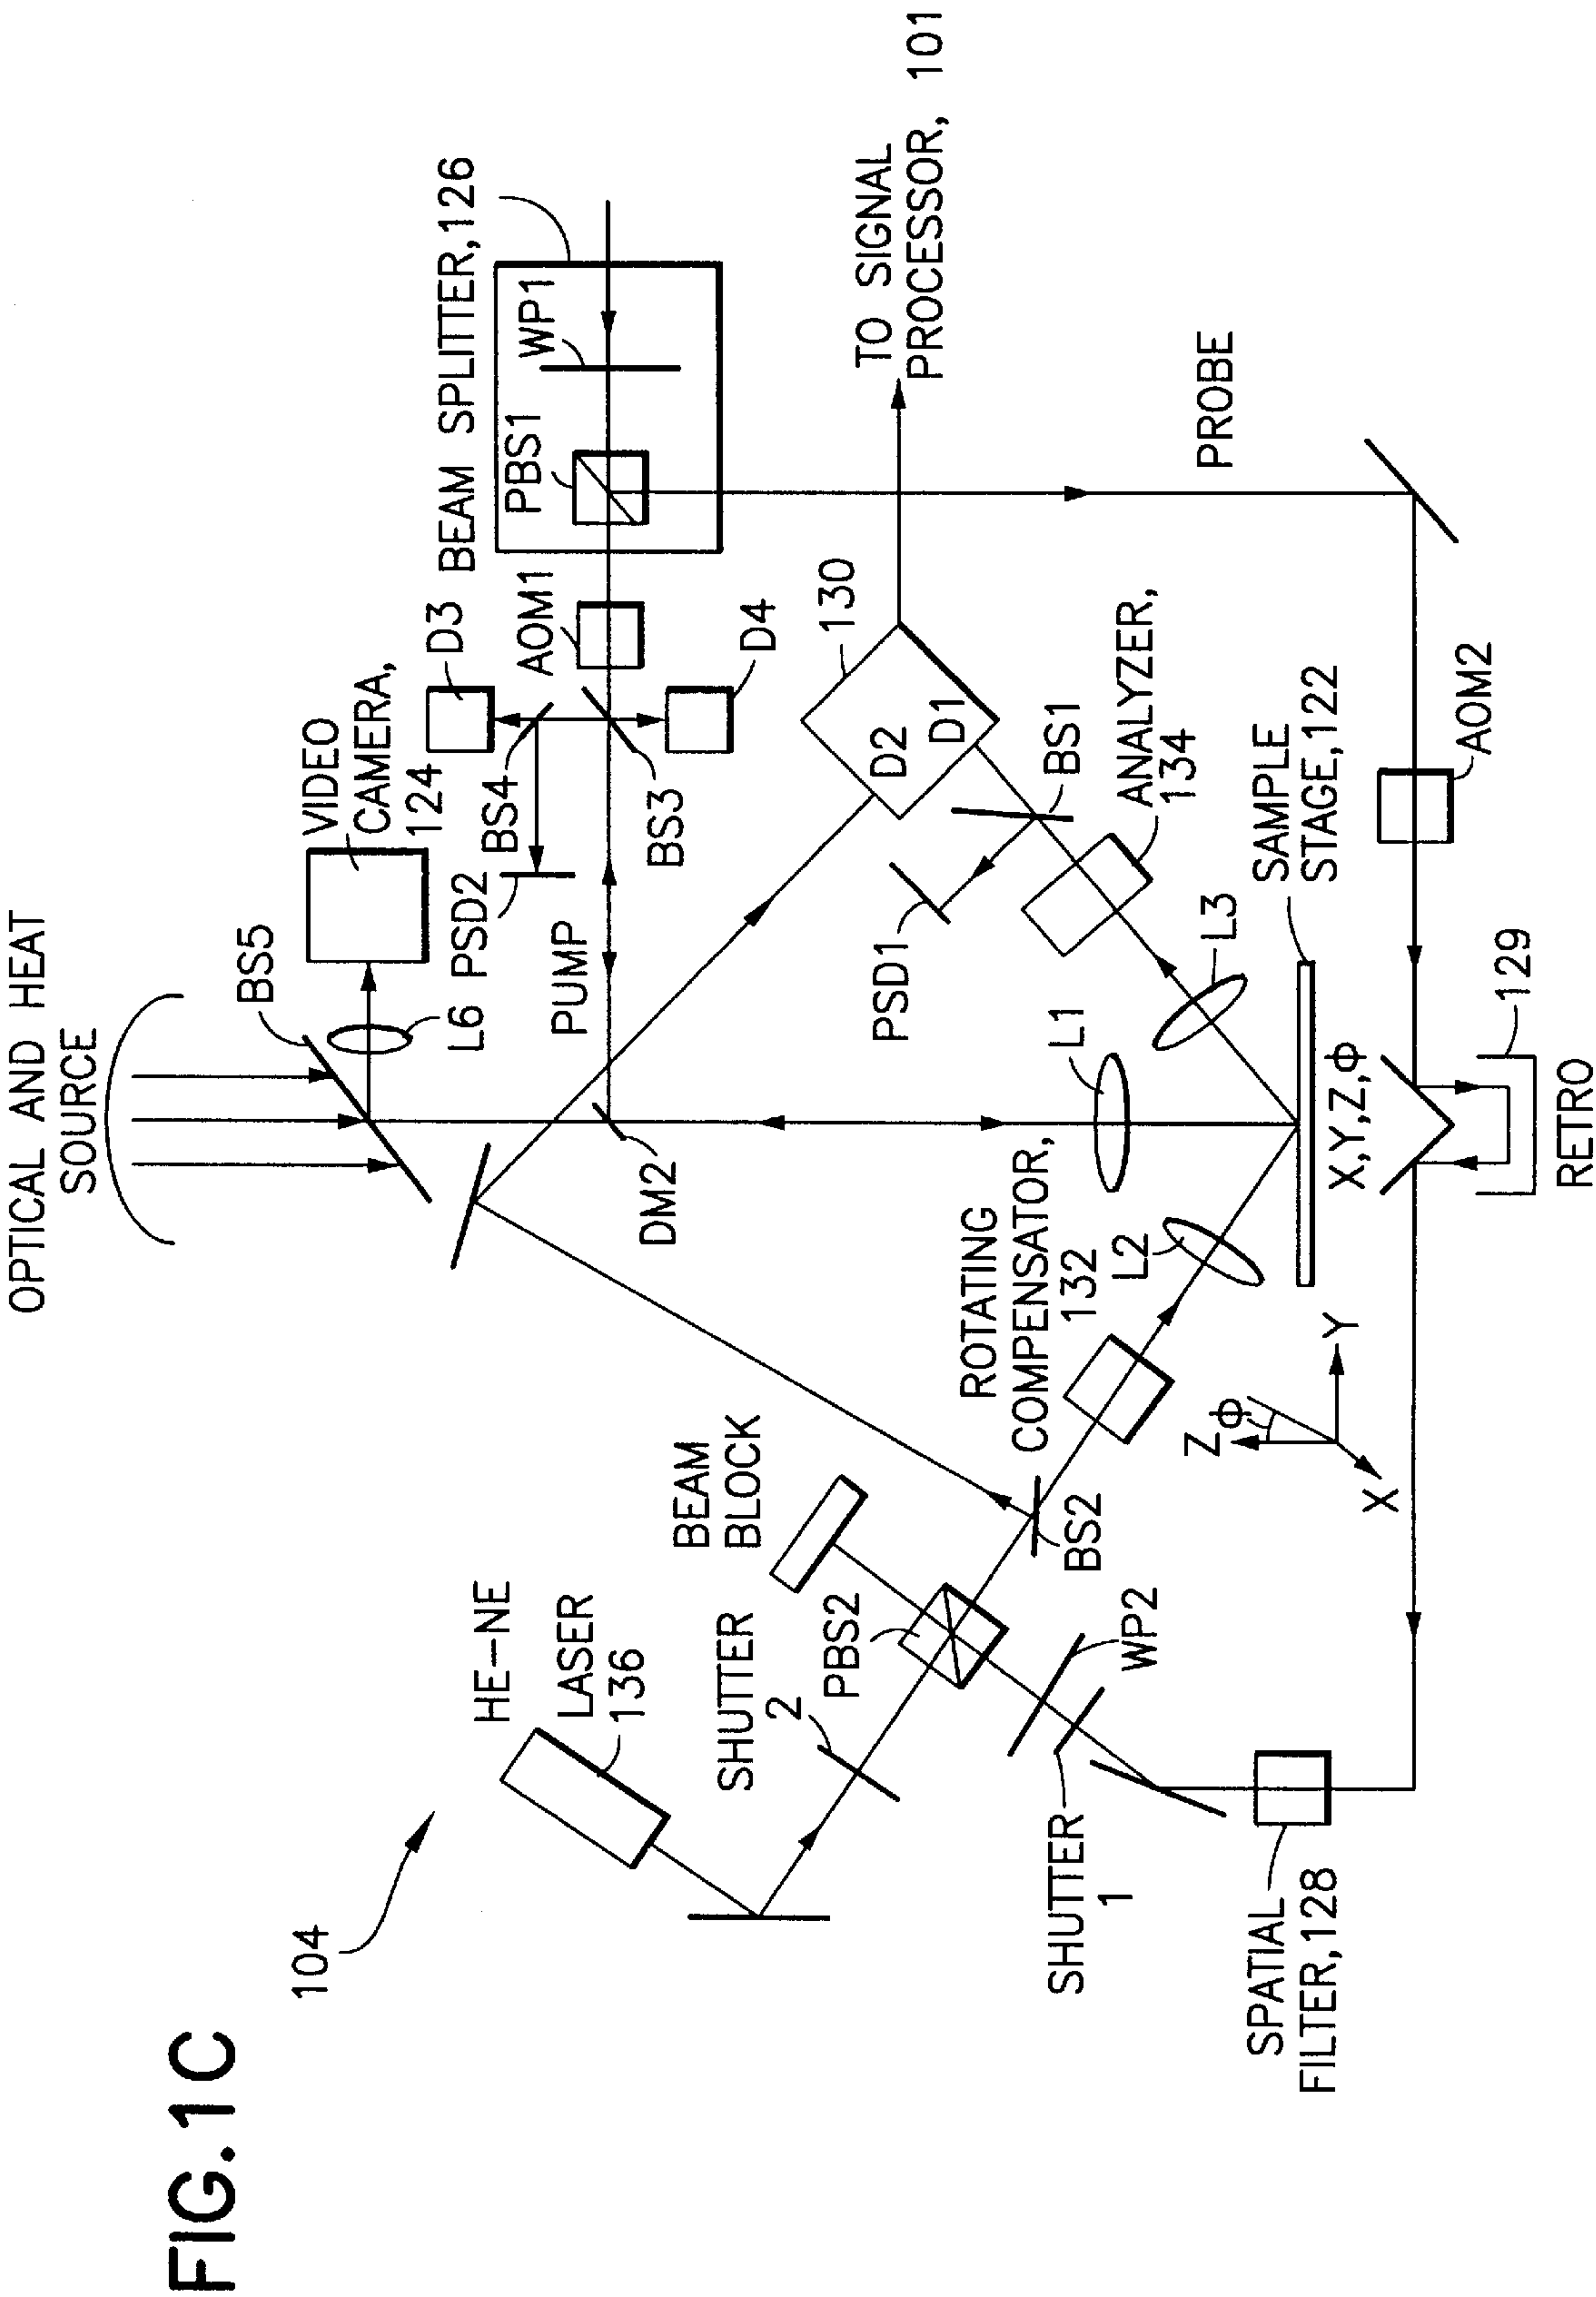 FIG.1C
104
OPTICAL AND HEAT
SOURCE
BS5
L6
VIDEO
CAMERA,
124
D3
BEAM SPLITTER,126
PBS1
WP1
AOM1
D4
BS4
PSD2
BS3
PUMP
DM2
HE-NE
LASER
136
BEAM
BLOCK
SHUTTER
2
PBS2
WP2
SHUTTER
1
SPATIAL
FILTER,128
BS2
ROTATING
COMPENSATOR,
132
L2
L1
L3
PSD1
BS1
ANALYZER,
134
D2
D1
130
TO SIGNAL
PROCESSOR, 101
PROBE
SAMPLE
STAGE,122
X,Y,Z,Φ
AOM2
129
RETRO
Z
Φ
Y
X